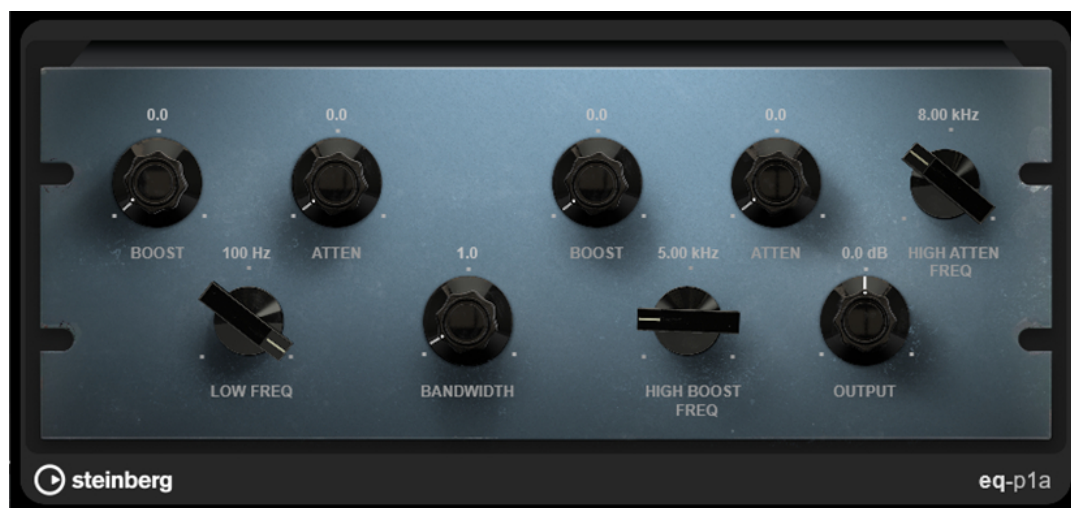 0.0
0.0
0.0
0.0
8.00 kHz
BOOST
100 Hz
ATTEN
1.0
BOOST
5.00 kHz
ATTEN
0.0 dB
HIGH ATTEN
FREQ
LOW FREQ
BANDWIDTH
HIGH BOOST
FREQ
OUTPUT
steinberg
eq-p1a